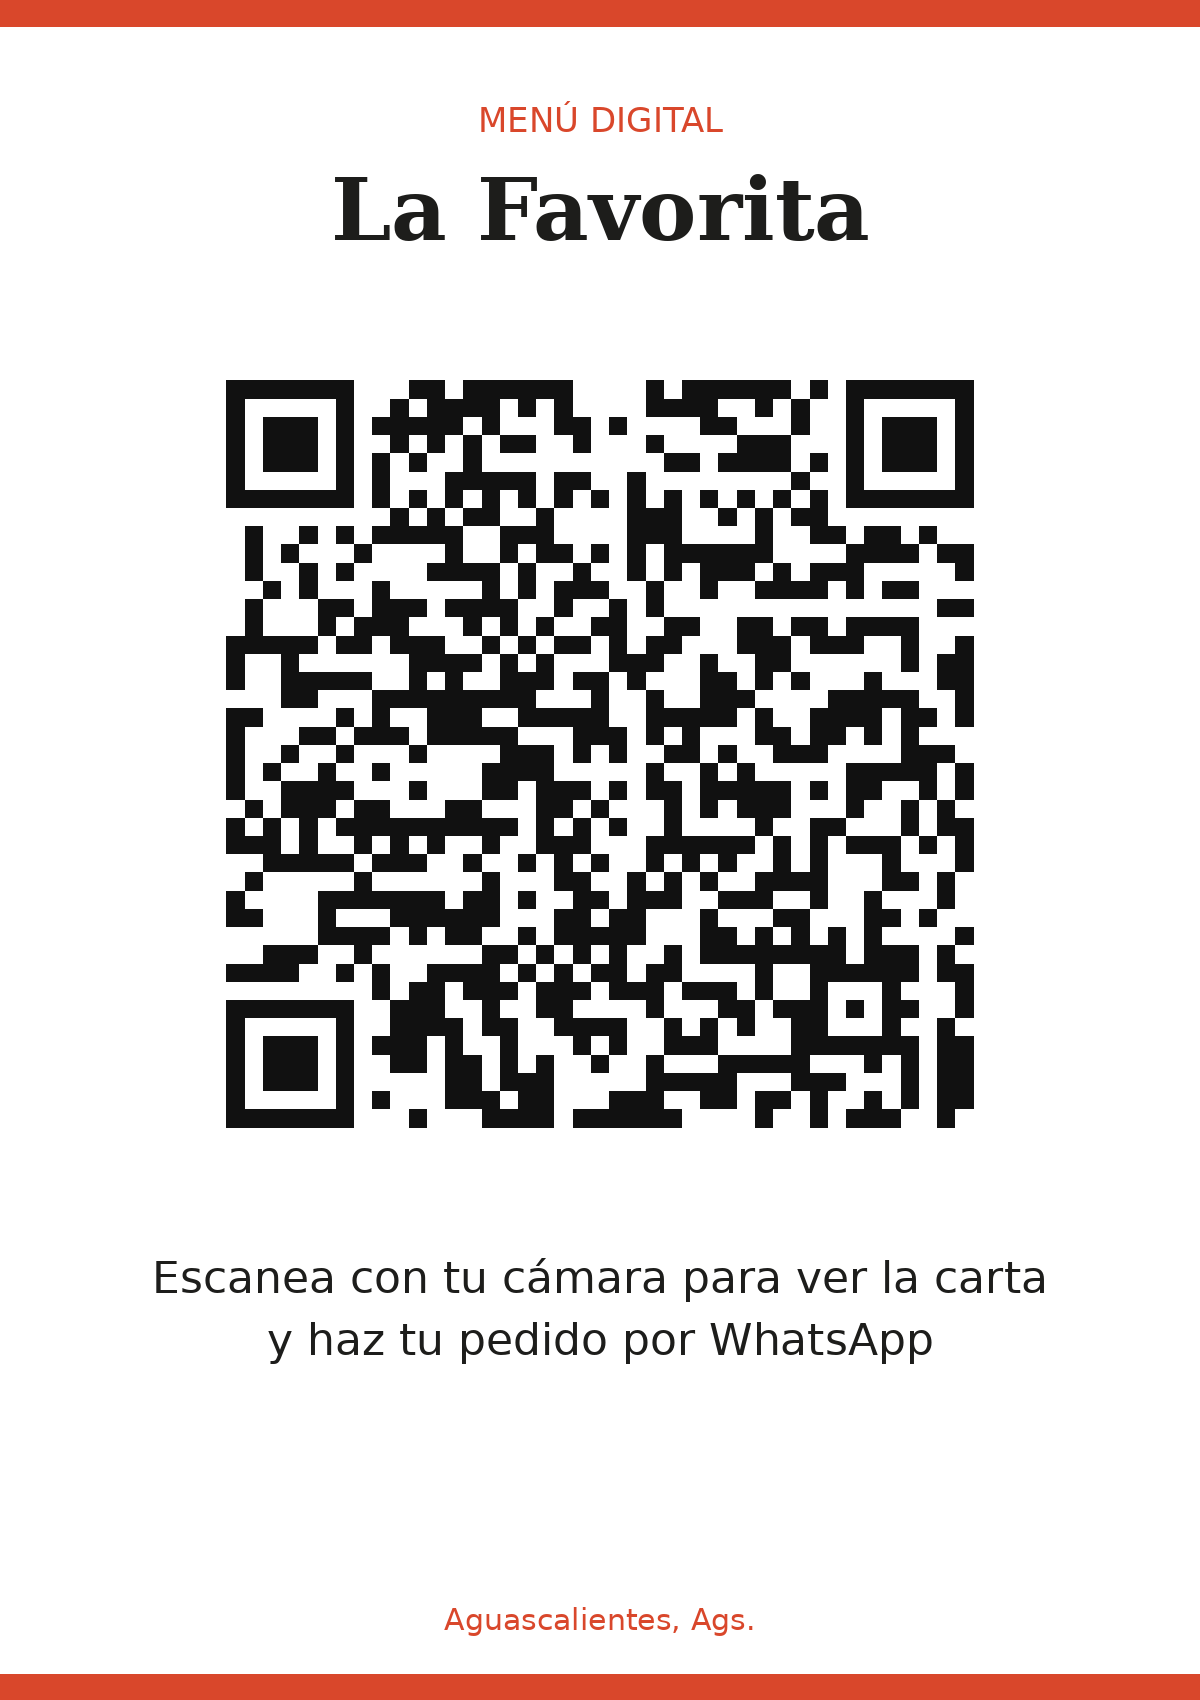 MENÚ DIGITAL
La Favorita
Escanea con tu cámara para ver la carta
y haz tu pedido por WhatsApp
Aguascalientes, Ags.